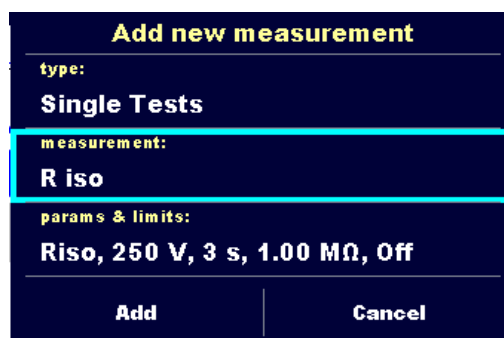 Add new measurement
type:
Single Tests
measurement:
R iso
params & limits:
Riso, 250 V, 3 s, 1.00 MΩ, Off
Add Cancel